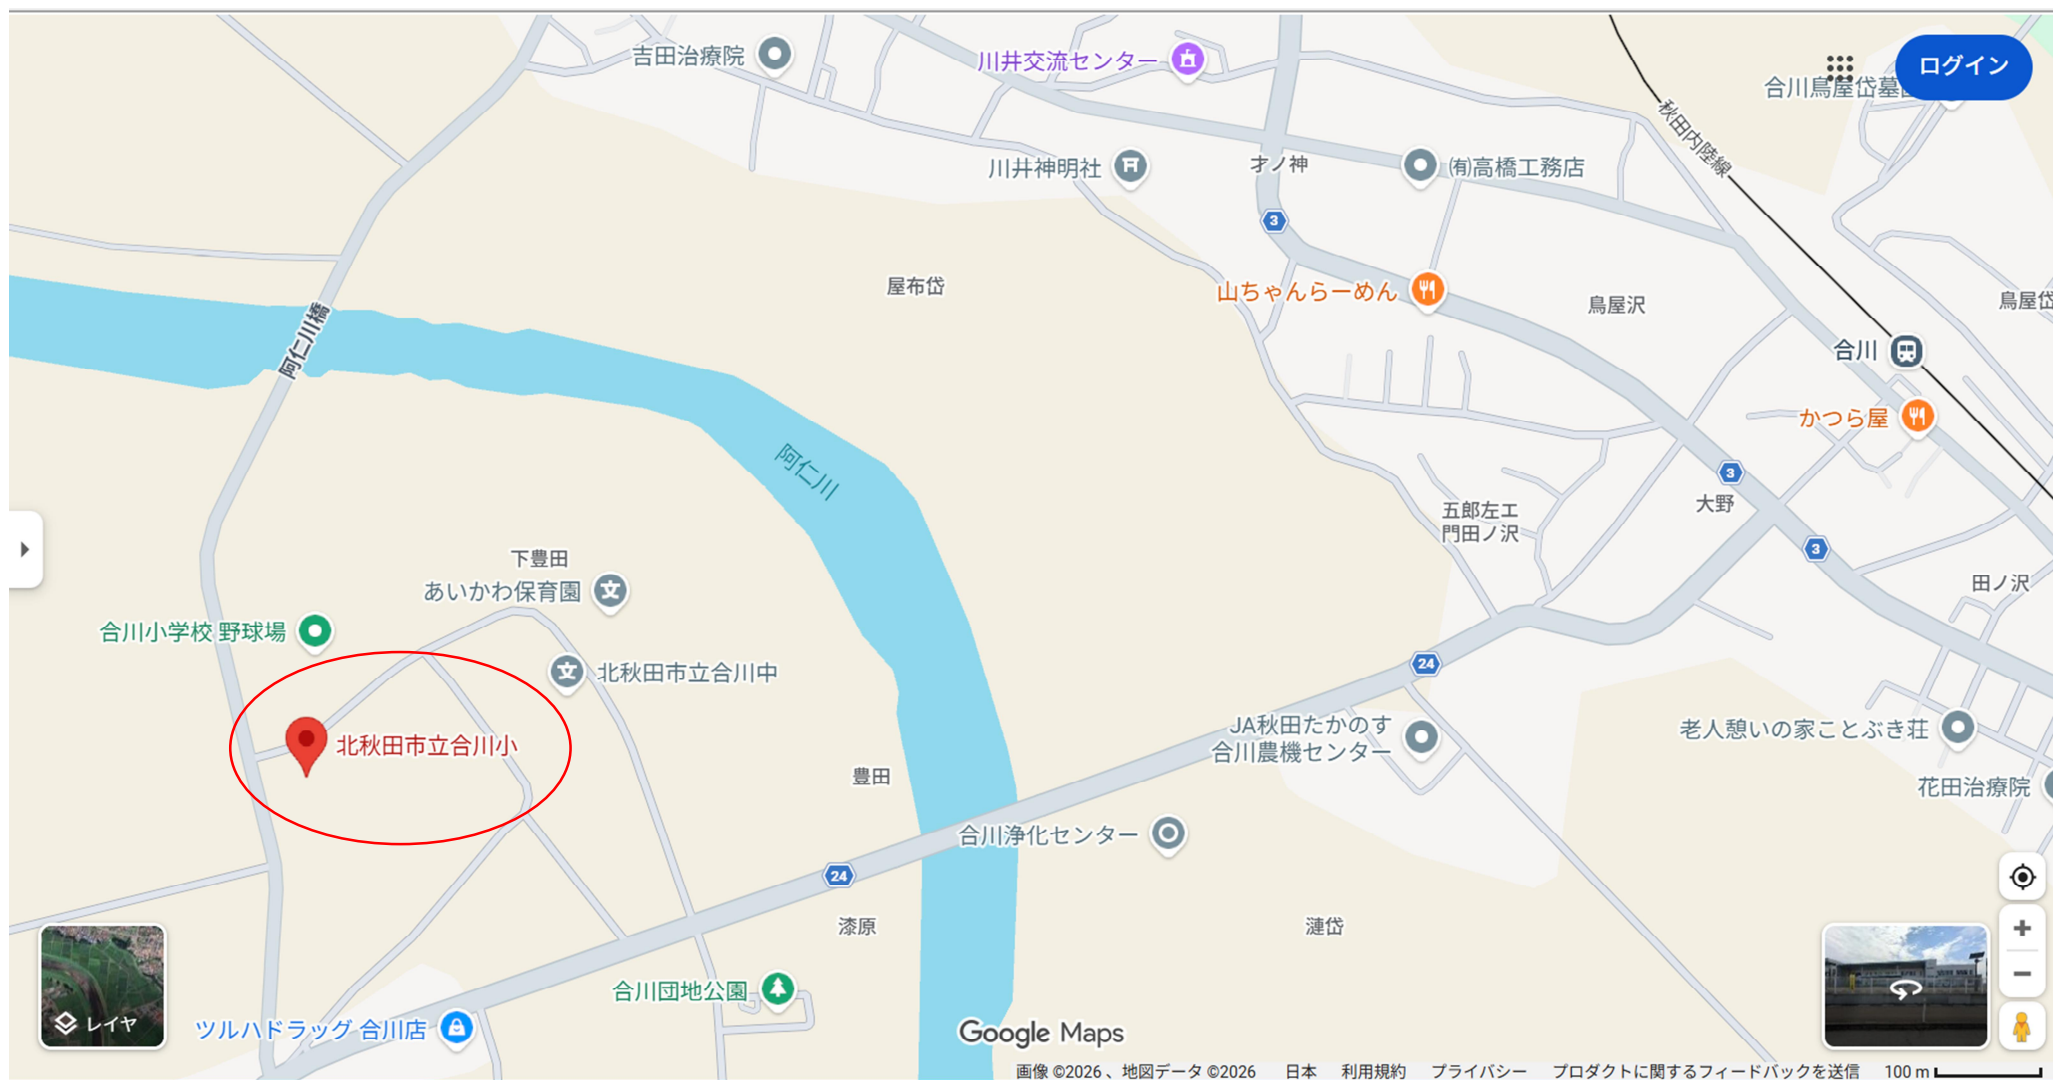 吉田治療院
川井交流センター
ログイン
合川鳥屋岱墓
秋田内陸線
川井神明社
才ノ神
㈲高橋工務店
3
屋布岱
山ちゃんらーめん
鳥屋沢
鳥屋岱
阿仁川橋
合川
かつら屋
阿仁川
3
大野
五郎左エ
門田ノ沢
3
下豊田
あいかわ保育園
田ノ沢
合川小学校 野球場
北秋田市立合川中
24
北秋田市立合川小
JA秋田たかのす
合川農機センター
老人憩いの家ことぶき荘
豊田
花田治療院
合川浄化センター
24
漆原
漣岱
合川団地公園
レイヤ
ツルハドラッグ 合川店
Google Maps
画像 ©2026 、地図データ ©2026 日本 利用規約 プライバシー プロダクトに関するフィードバックを送信 100 m